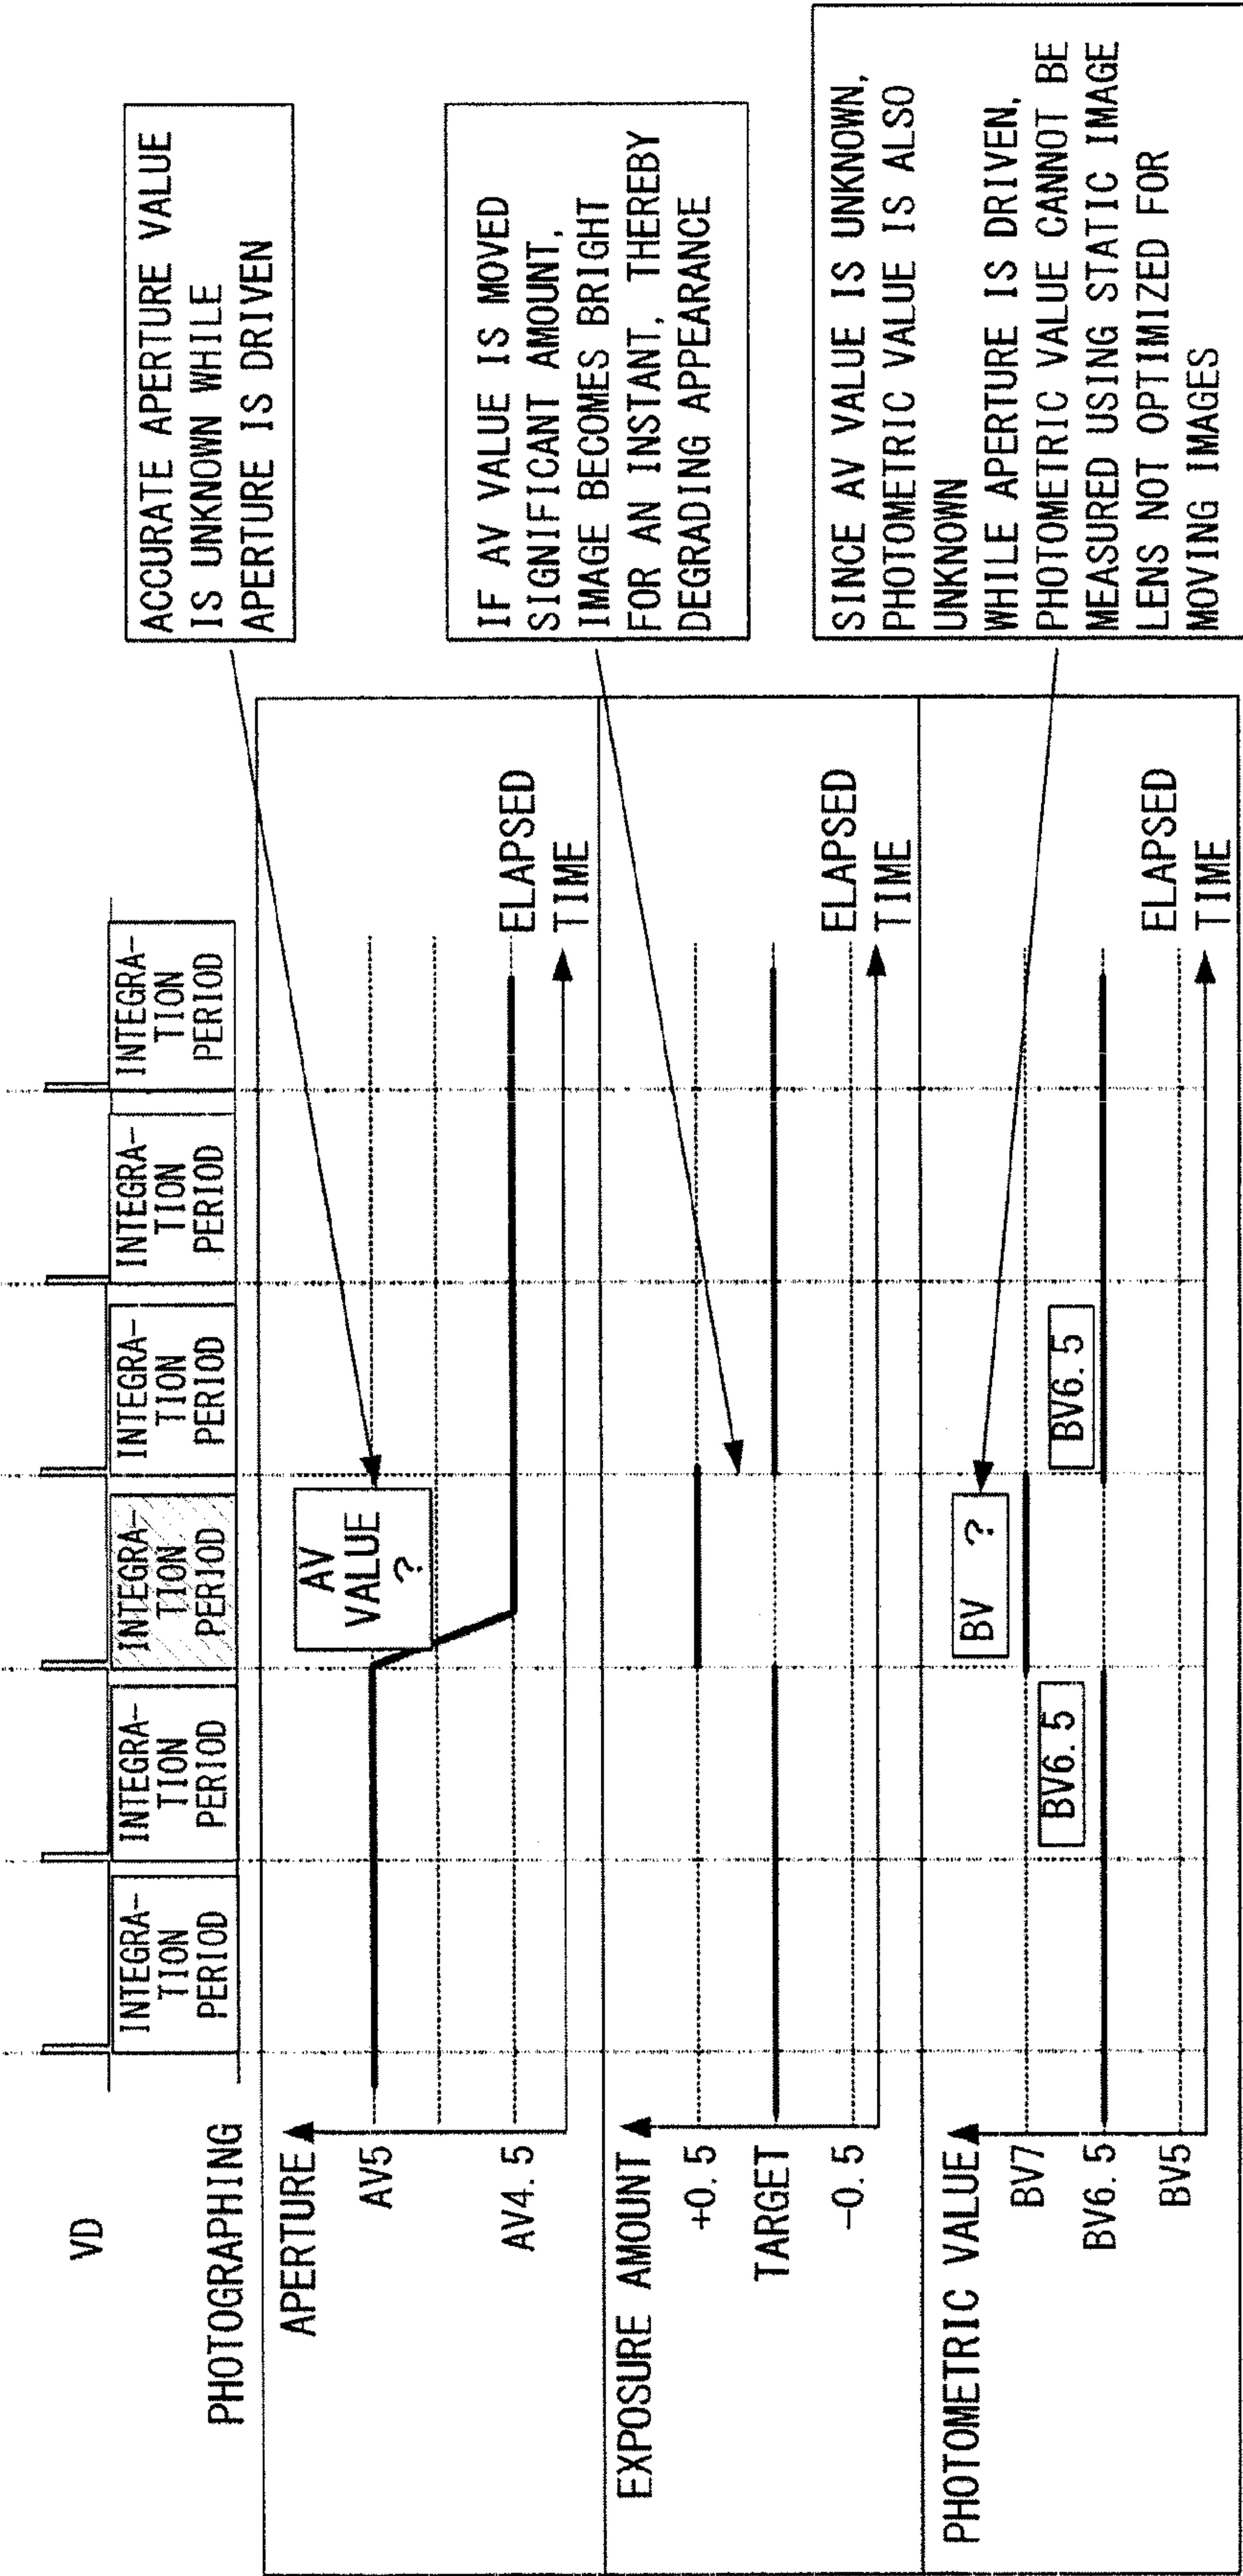 VD
PHOTOGRAPHING
INTEGRA-
TION
PERIOD
INTEGRA-
TION
PERIOD
INTEGRA-
TION
PERIOD
INTEGRA-
TION
PERIOD
INTEGRA-
TION
PERIOD
INTEGRA-
TION
PERIOD
APERTURE
AV5
AV4.5
AV
VALUE
?
ELAPSED
TIME
ACCURATE APERTURE VALUE
IS UNKNOWN WHILE
APERTURE IS DRIVEN
EXPOSURE AMOUNT
+0.5
TARGET
-0.5
ELAPSED
TIME
IF AV VALUE IS MOVED
SIGNIFICANT AMOUNT,
IMAGE BECOMES BRIGHT
FOR AN INSTANT, THEREBY
DEGRADING APPEARANCE
PHOTOMETRIC VALUE
BV7
BV6.5
BV5
BV6.5
BV ?
BV6.5
ELAPSED
TIME
SINCE AV VALUE IS UNKNOWN,
PHOTOMETRIC VALUE IS ALSO
UNKNOWN
WHILE APERTURE IS DRIVEN,
PHOTOMETRIC VALUE CANNOT BE
MEASURED USING STATIC IMAGE
LENS NOT OPTIMIZED FOR
MOVING IMAGES